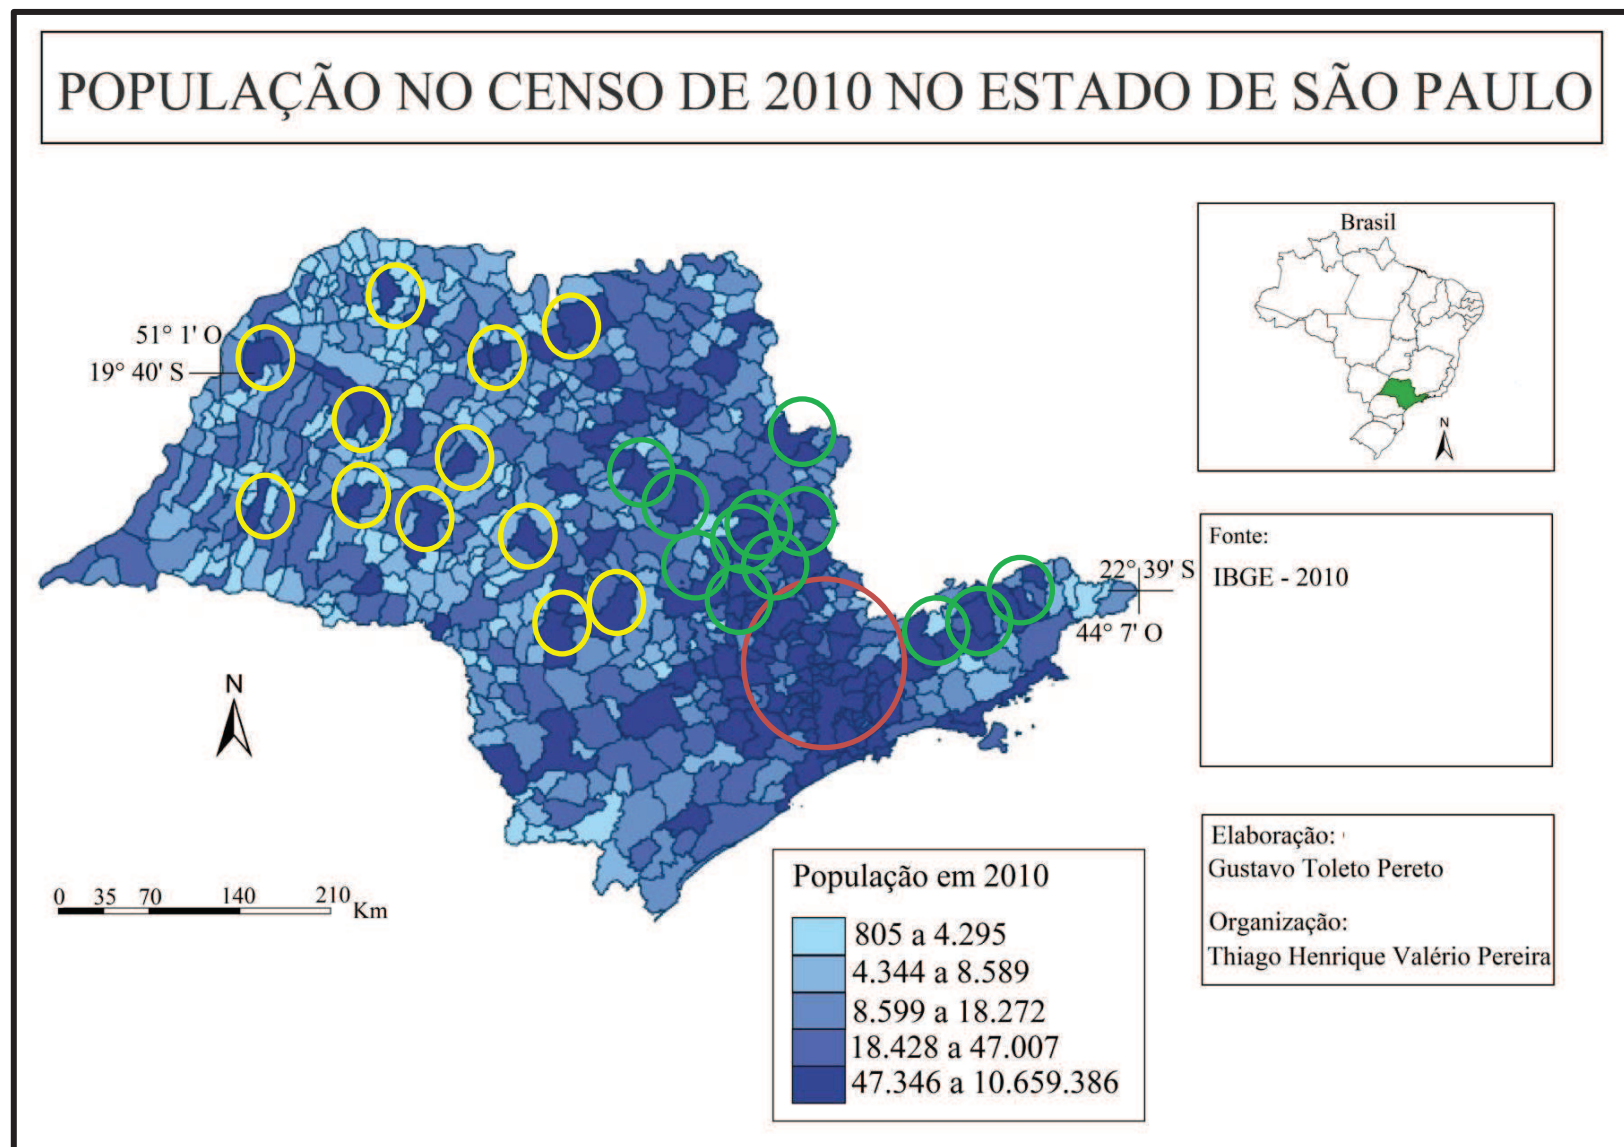 POPULAÇÃO NO CENSO DE 2010 NO ESTADO DE SÃO PAULO
Brasil
N
51° 1' O
19° 40' S
22° 39' S
44° 7' O
N
0 35 70 140 210 Km
Fonte:
IBGE - 2010
Elaboração:
Gustavo Toleto Pereto
Organização:
Thiago Henrique Valério Pereira
População em 2010
805 a 4.295
4.344 a 8.589
8.599 a 18.272
18.428 a 47.007
47.346 a 10.659.386